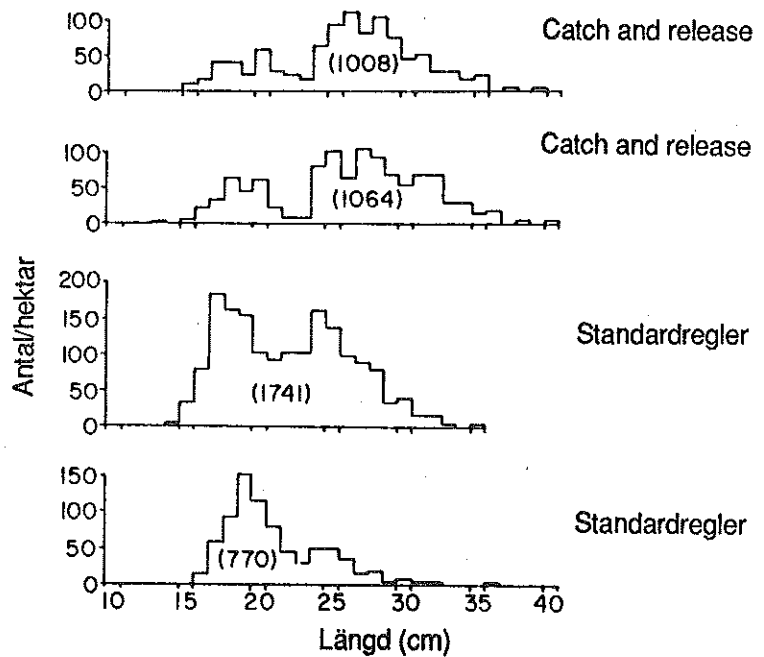 100
50
0
(1008)
Catch and release
100
50
0
(1064)
Catch and release
Antal/hektar
200
150
100
50
0
(1741)
Standardregler
150
100
50
0
(770)
Standardregler
10 15 20 25 30 35 40
Längd (cm)